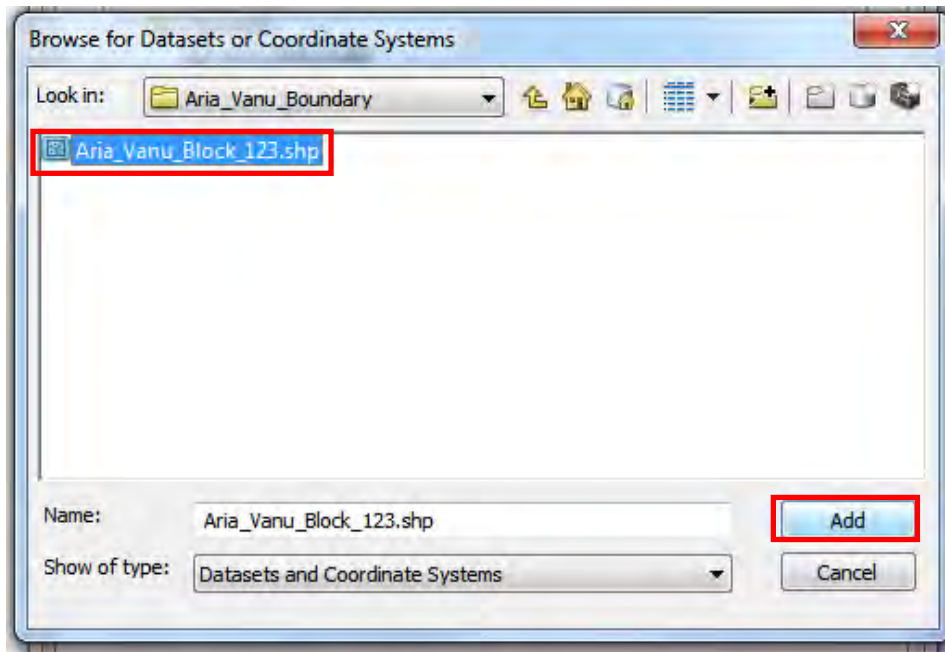 Browse for Datasets or Coordinate Systems
Look in: Aria_Vanu_Boundary
Aria_Vanu_Block_123.shp
Name: Aria_Vanu_Block_123.shp Add
Show of type: Datasets and Coordinate Systems Cancel